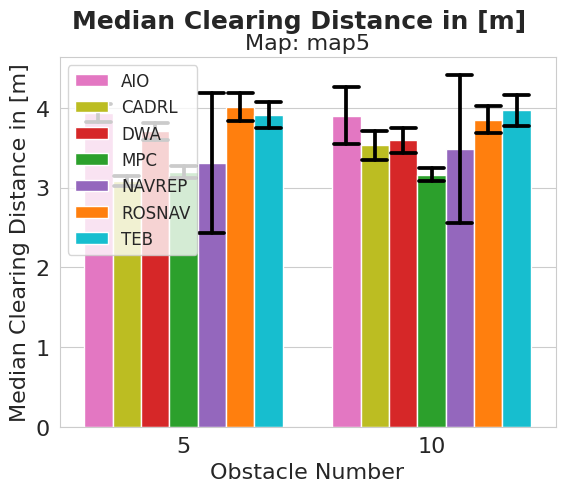 Median Clearing Distance in [m]
Map: map5
Median Clearing Distance in [m]
4
3
2
1
0
AIO
CADRL
DWA
MPC
NAVREP
ROSNAV
TEB
5
10
Obstacle Number